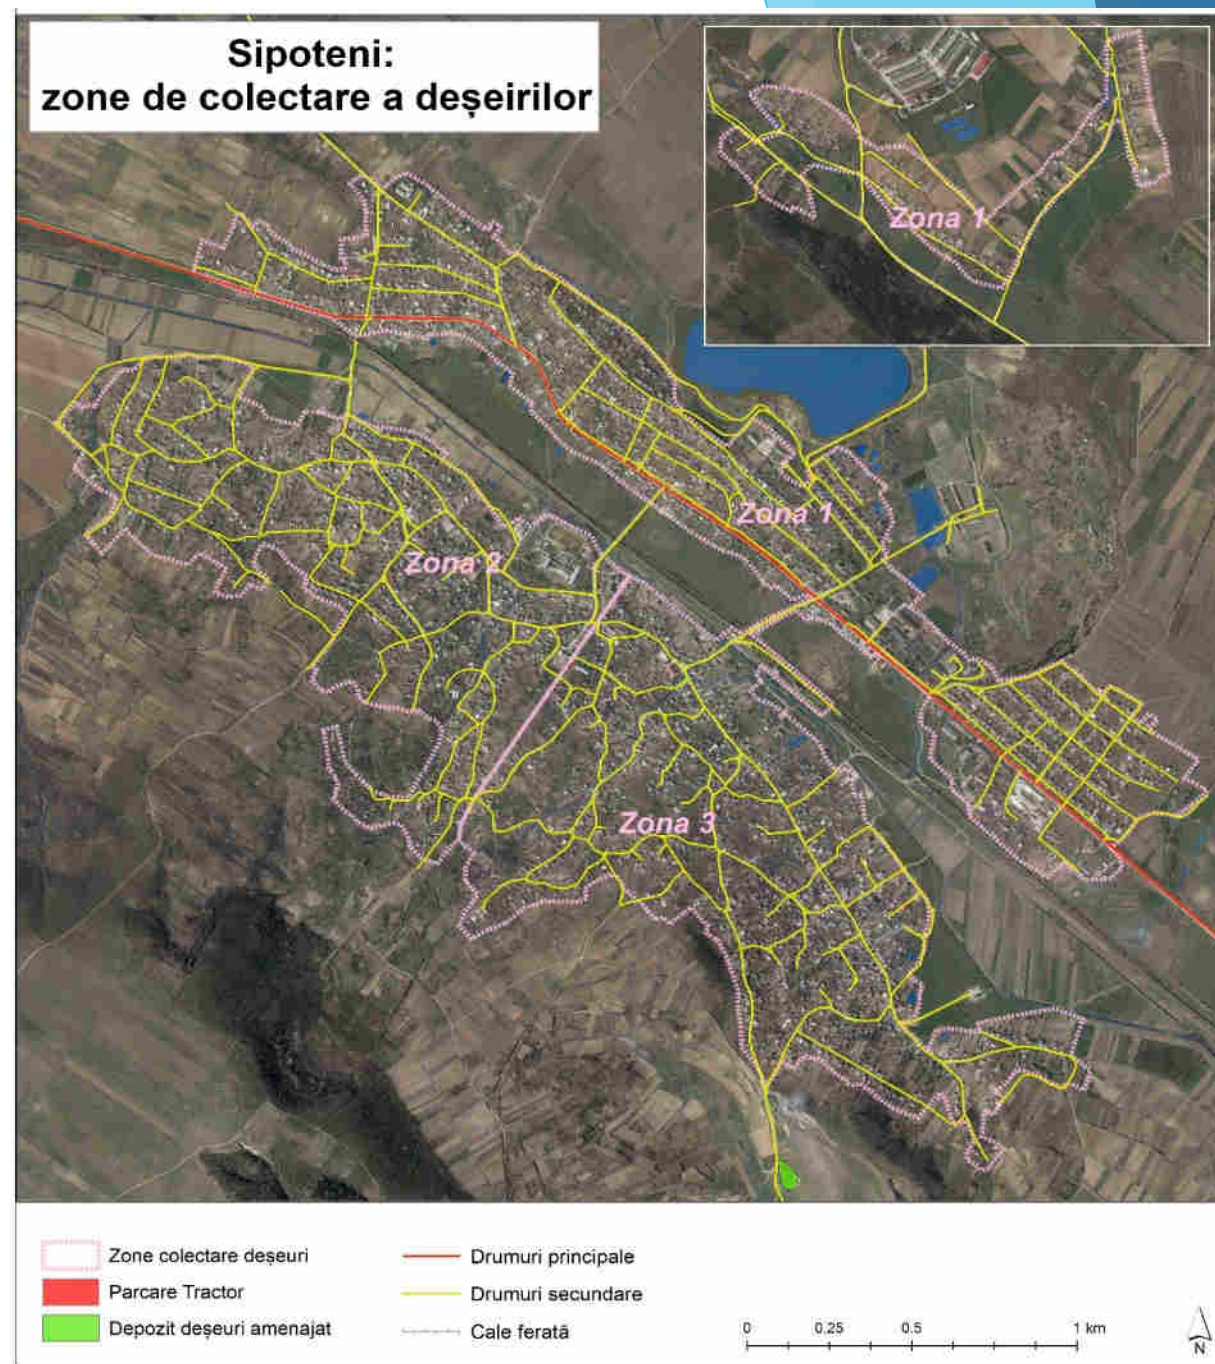 Sipoteni:
zone de colectare a deșeirilor
Zona 1
Zona 1
Zona 2
Zona 3
Zone colectare deșeuri
Parcare Tractor
Depozit deșeuri amenajat
Drumuri principale
Drumuri secundare
Cale ferată
0 0,25 0.5 1 km
N